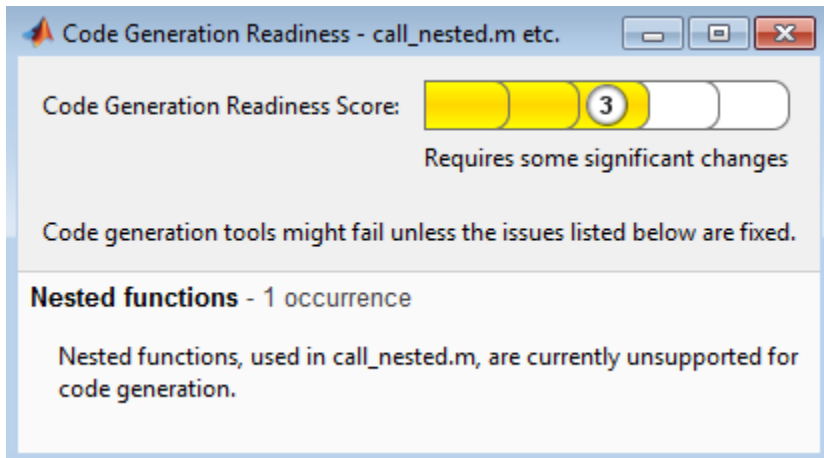 Code Generation Readiness - call_nested.m etc.
Code Generation Readiness Score: 3
Requires some significant changes
Code generation tools might fail unless the issues listed below are fixed.
Nested functions - 1 occurrence
Nested functions, used in call_nested.m, are currently unsupported for
code generation.